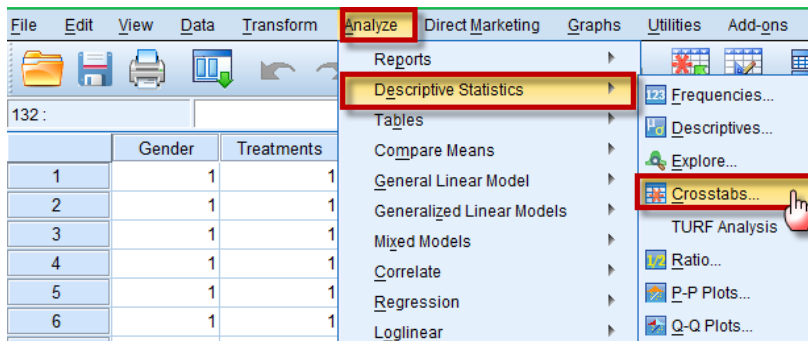 File Edit View Data Transform Analyze Direct Marketing Graphs Utilities Add-ons
132 :
Gender Treatments
1 1 1
2 1 1
3 1 1
4 1 1
5 1 1
6 1 1
Reports
Descriptive Statistics
Tables
Compare Means
General Linear Model
Generalized Linear Models
Mixed Models
Correlate
Regression
Loglinear
123 Frequencies...
Descriptives...
Explore...
Crosstabs...
TURF Analysis
1/2 Ratio...
P-P Plots...
Q-Q Plots...